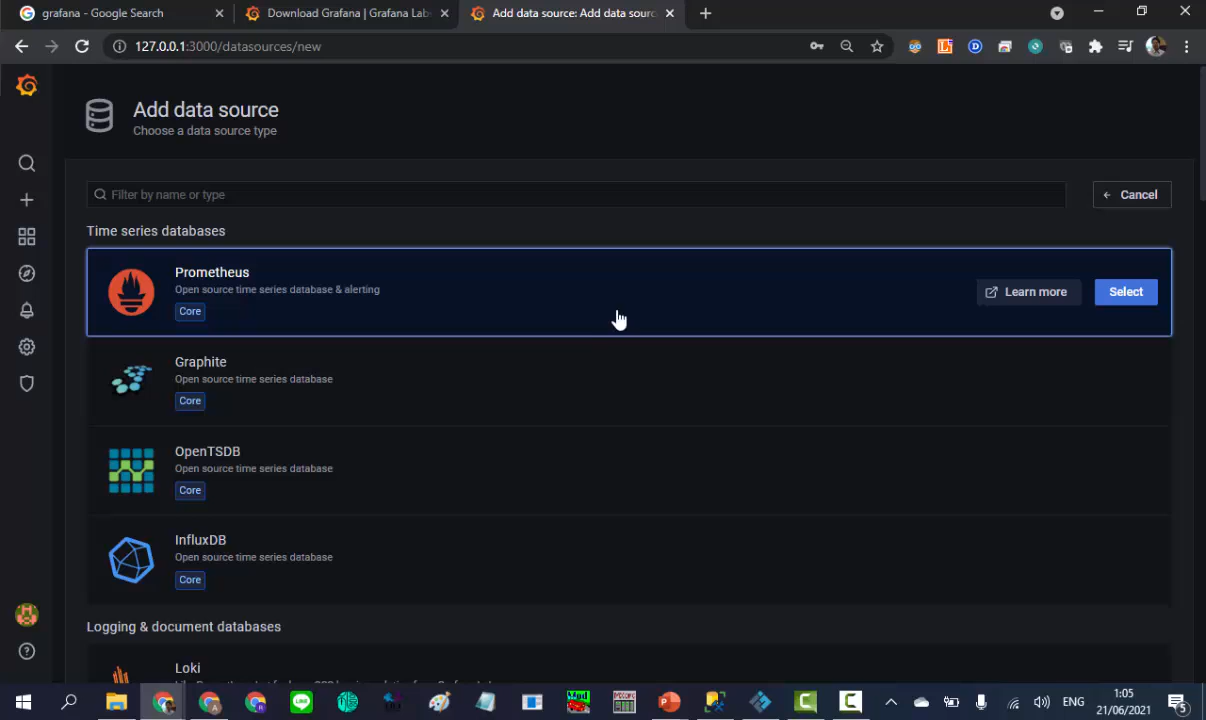 grafana - Google Search
Download Grafana | Grafana Labs
Add data source: Add data sourc
127.0.0.1:3000/datasources/new
Add data source
Choose a data source type
Filter by name or type
Cancel
Time series databases
Prometheus
Open source time series database & alerting
Core
Learn more
Select
Graphite
Open source time series database
Core
OpenTSDB
Open source time series database
Core
InfluxDB
Open source time series database
Core
Logging & document databases
Loki
ENG
1:05
21/06/2021
5